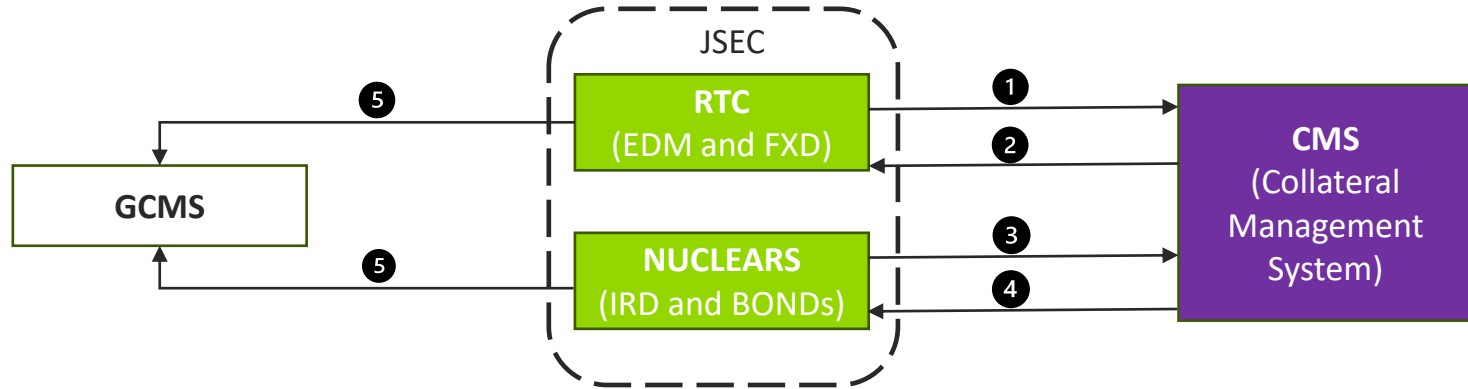 JSEC
5
RTC
(EDM and FXD)
1
2
CMS
(Collateral
Management
System)
GCMS
5
NUCLEARS
(IRD and BONDs)
3
4